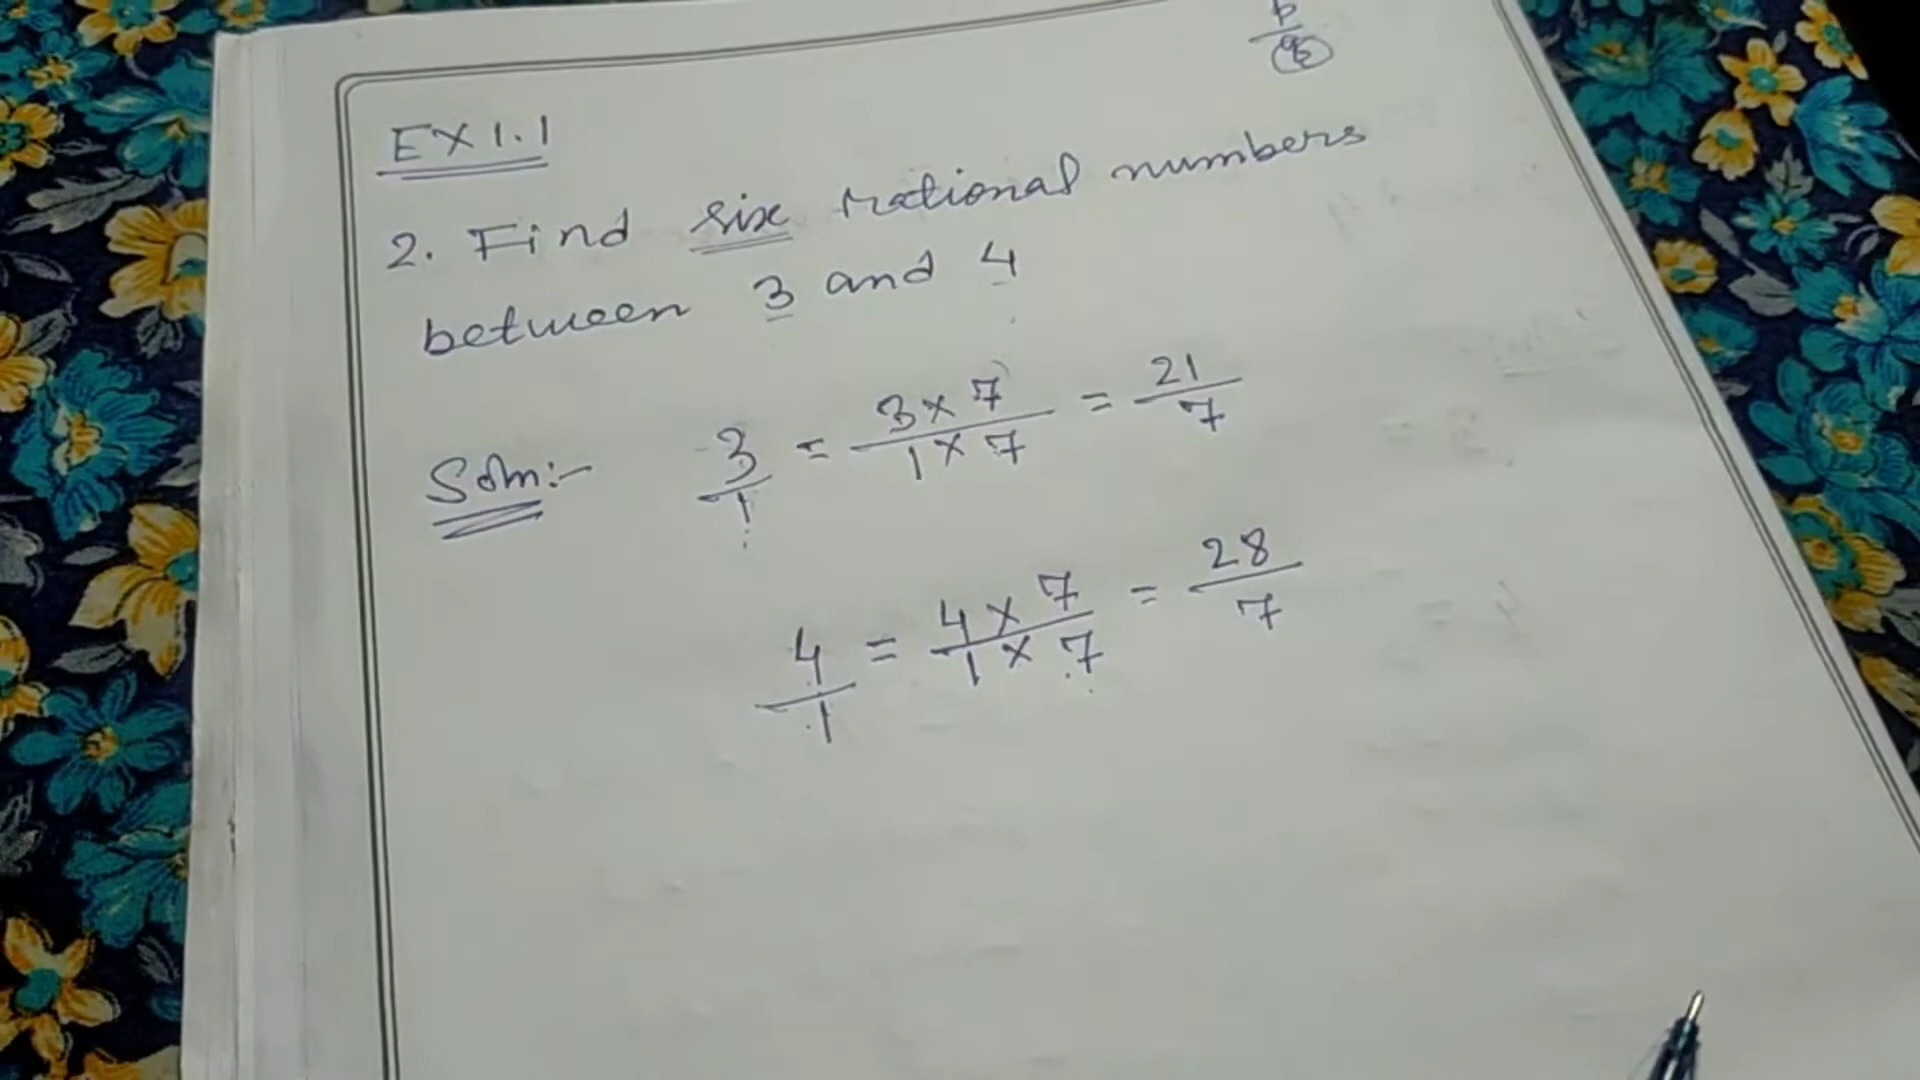 p/q
EX 1.1
2. Find six rational numbers
between 3 and 4
Soln:- 3/1 = 3×7/1×7 = 21/7
4/1 = 4×7/1×7 = 28/7